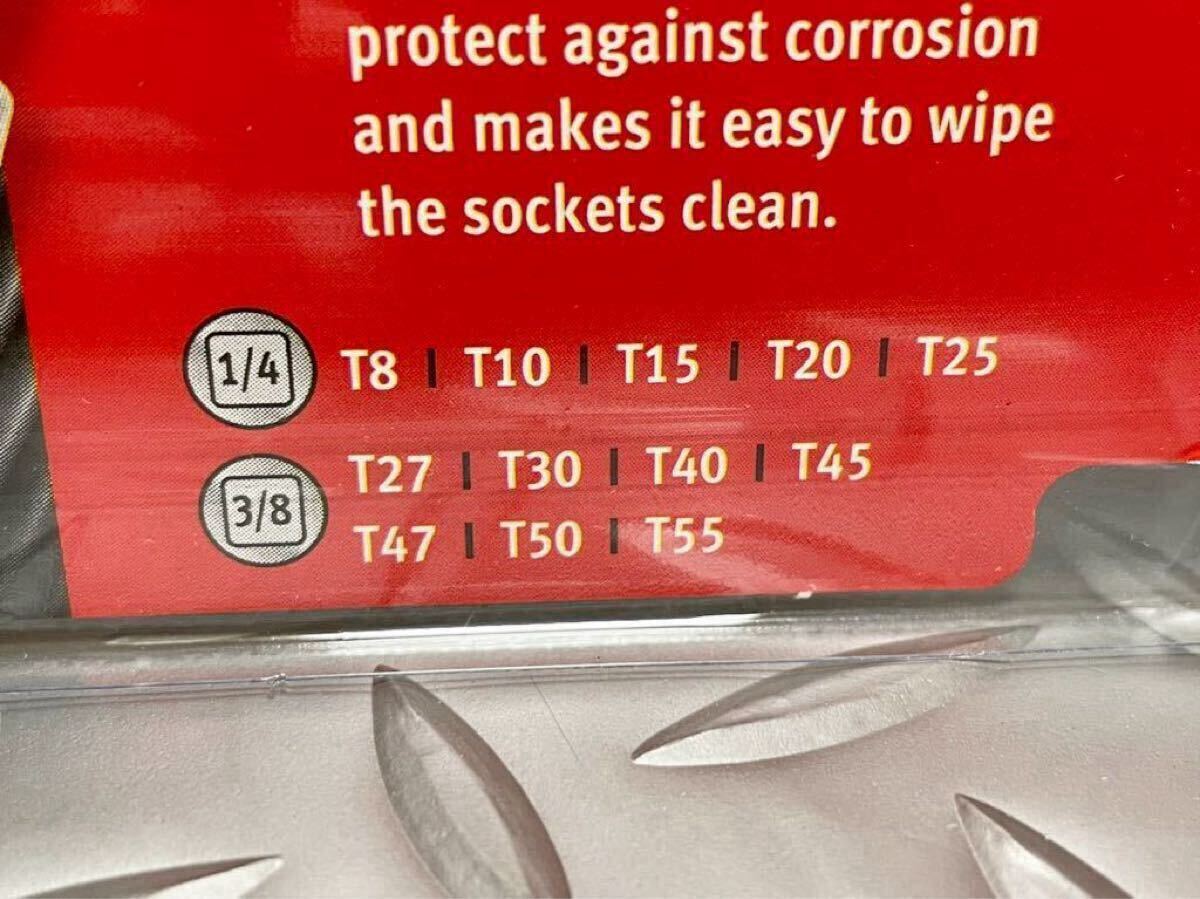 protect against corrosion
and makes it easy to wipe
the sockets clean.
1/4 T8 | T10 | T15 | T20 | T25
3/8 T27 | T30 | T40 | T45
T47 | T50 | T55